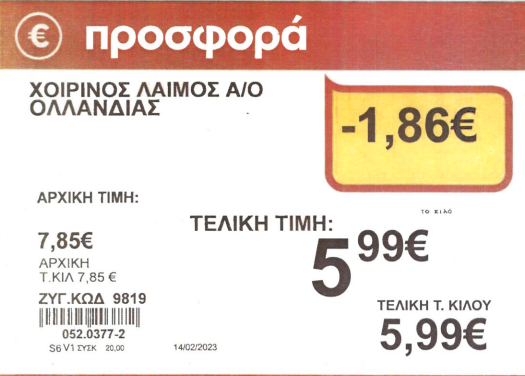 € προσφορά
ΧΟΙΡΙΝΟΣ ΛΑΙΜΟΣ Α/Ο
ΟΛΛΑΝΔΙΑΣ
-1,86€
το κιλό
ΑΡΧΙΚΗ ΤΙΜΗ:
ΤΕΛΙΚΗ ΤΙΜΗ:
7,85€
5 99€
ΑΡΧΙΚΗ
Τ.ΚΙΛ 7,85 €
ΖΥΓ.ΚΩΔ 9819
ΤΕΛΙΚΗ Τ. ΚΙΛΟΥ
5,99€
052.0377-2
S6 V1 ΣΥΣΚ 20,00
14/02/2023